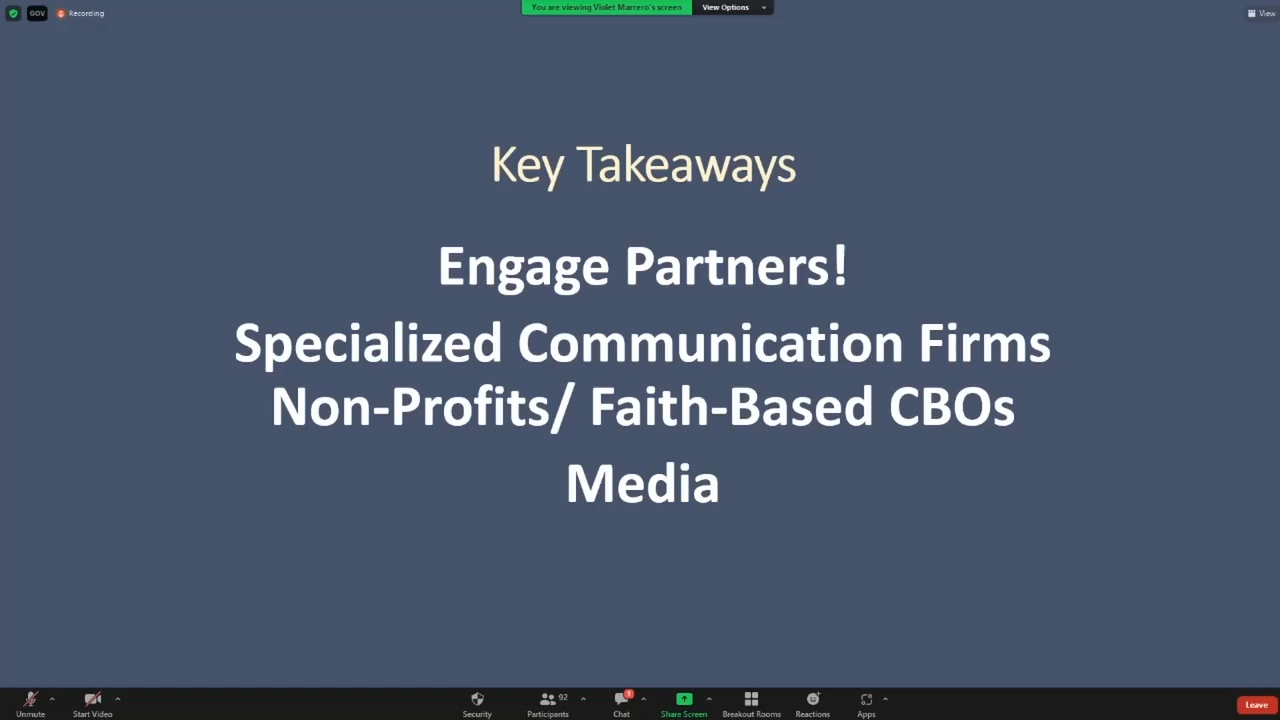 GOV
Recording
You are viewing Violet Marrero's screen
View Options
View
Key Takeaways
Engage Partners!
Specialized Communication Firms
Non-Profits/ Faith-Based CBOs
Media
Unmute
Start Video
Security
92
Participants
Chat
Share Screen
Breakout Rooms
Reactions
Apps
Leave